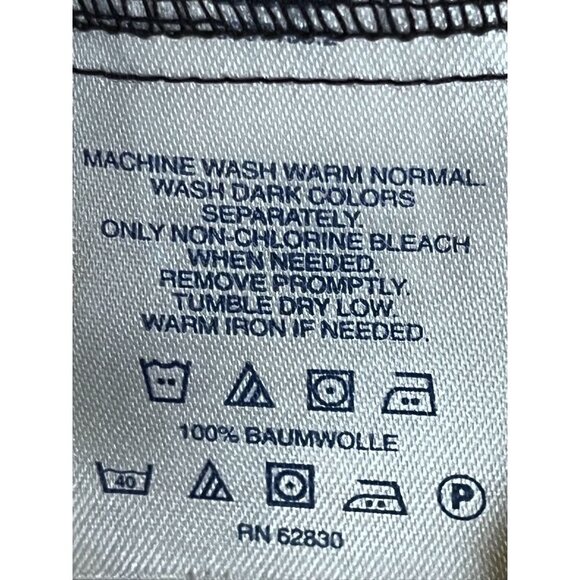 MACHINE WASH WARM NORMAL.
WASH DARK COLORS
SEPARATELY.
ONLY NON-CHLORINE BLEACH
WHEN NEEDED.
REMOVE PROMPTLY.
TUMBLE DRY LOW.
WARM IRON IF NEEDED.
100% BAUMWOLLE
40 P
RN 62830